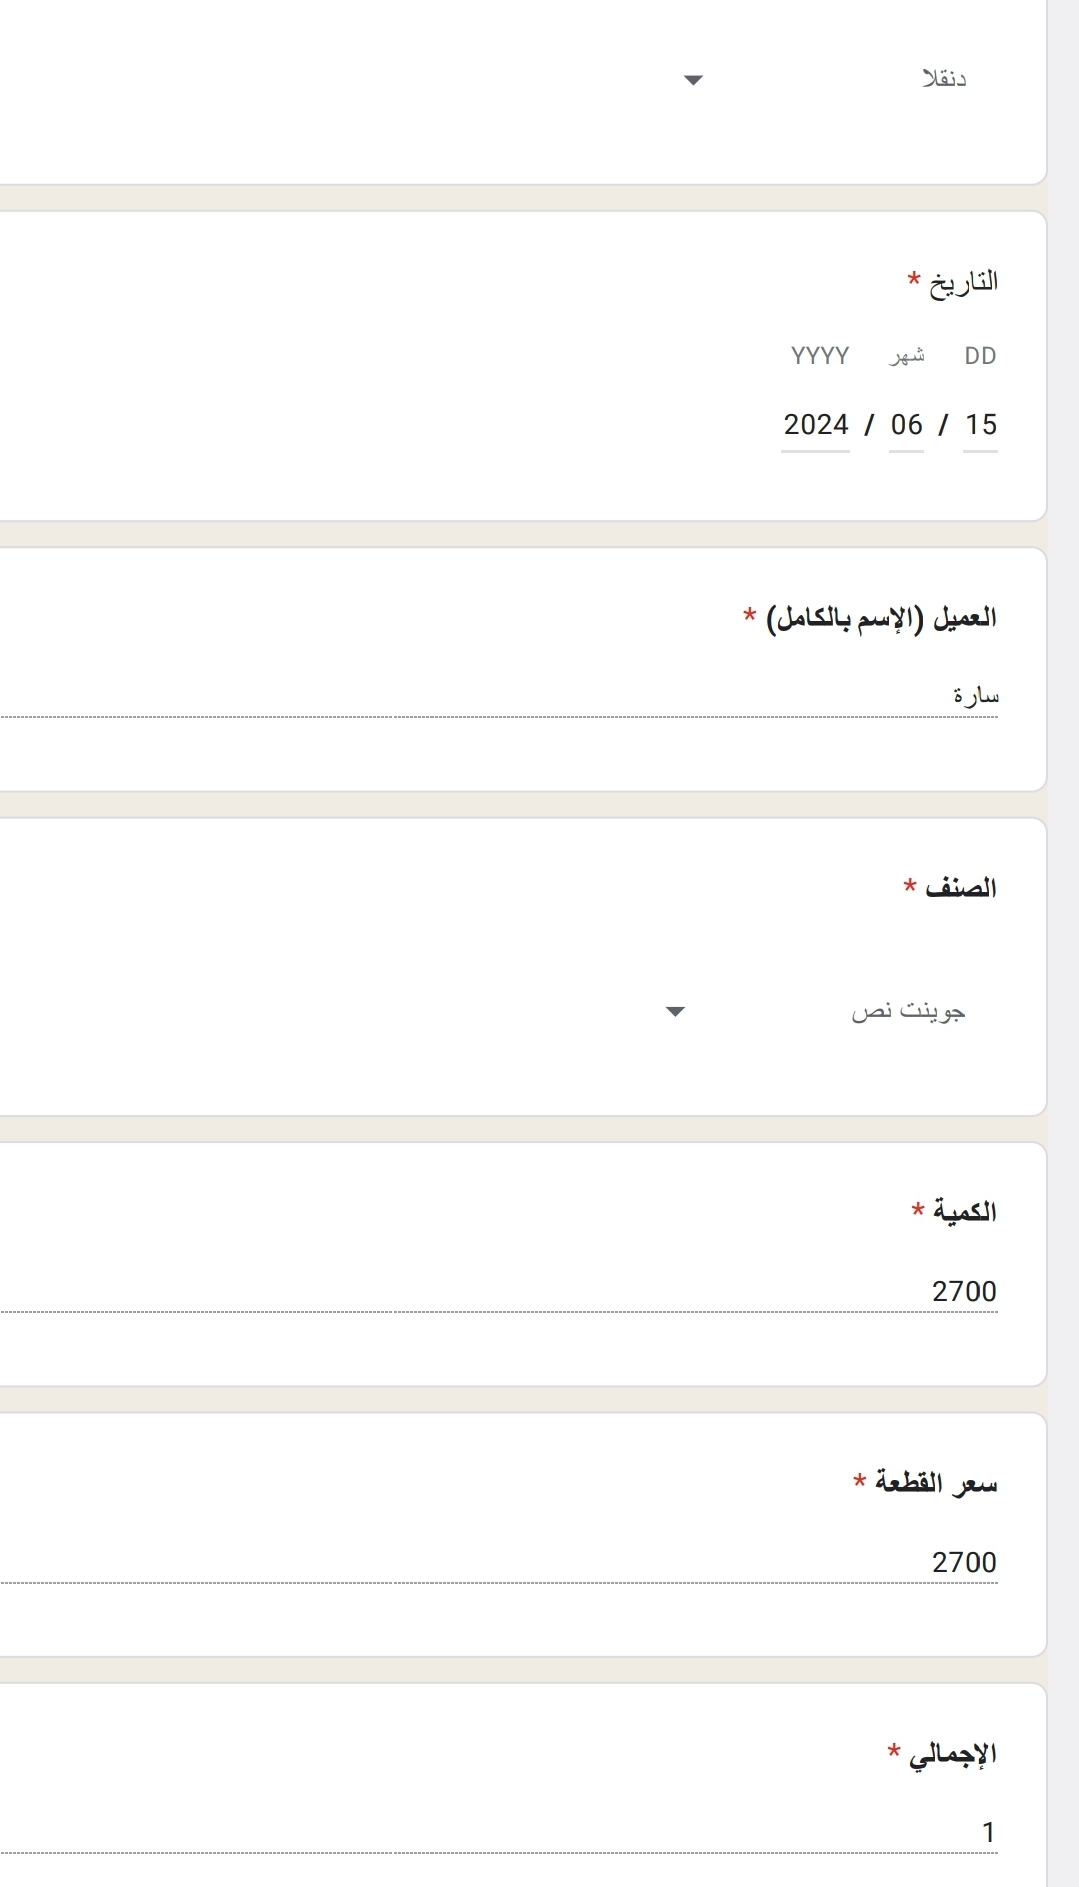 دنقلا
التاريخ *
DD شهر YYYY
15 / 06 / 2024
العميل (الإسم بالكامل) *
سارة
الصنف *
جوينت نص
الكمية *
2700
سعر القطعة *
2700
الإجمالي *
1